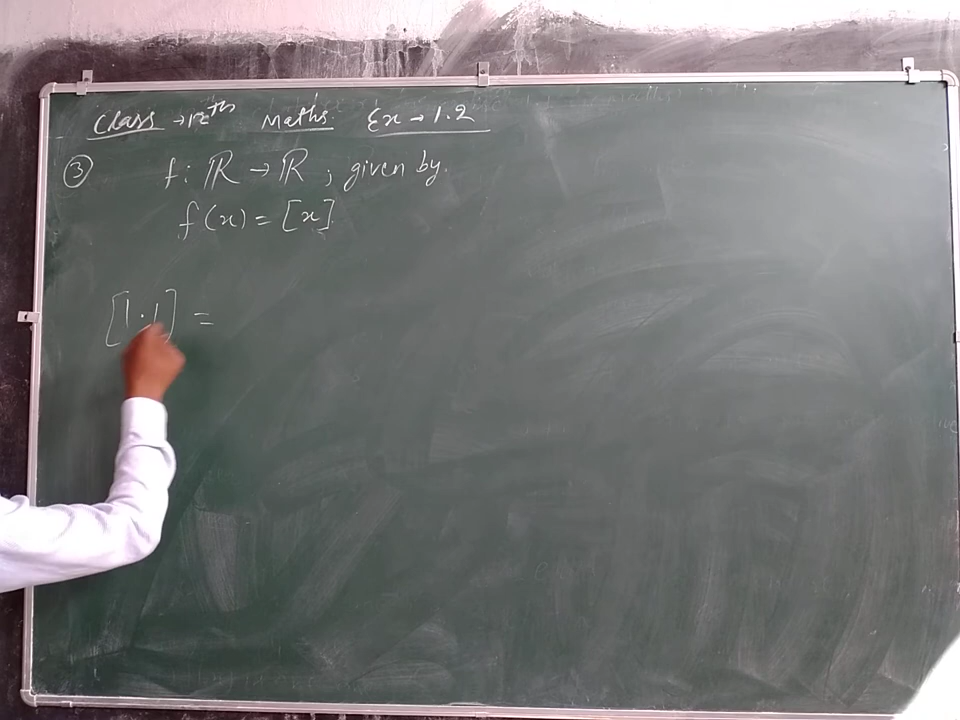 Class → 12ᵗʰ Maths Ex → 1.2
③ f: ℝ → ℝ ; given by.
f(x) = [x]
[1.1] =